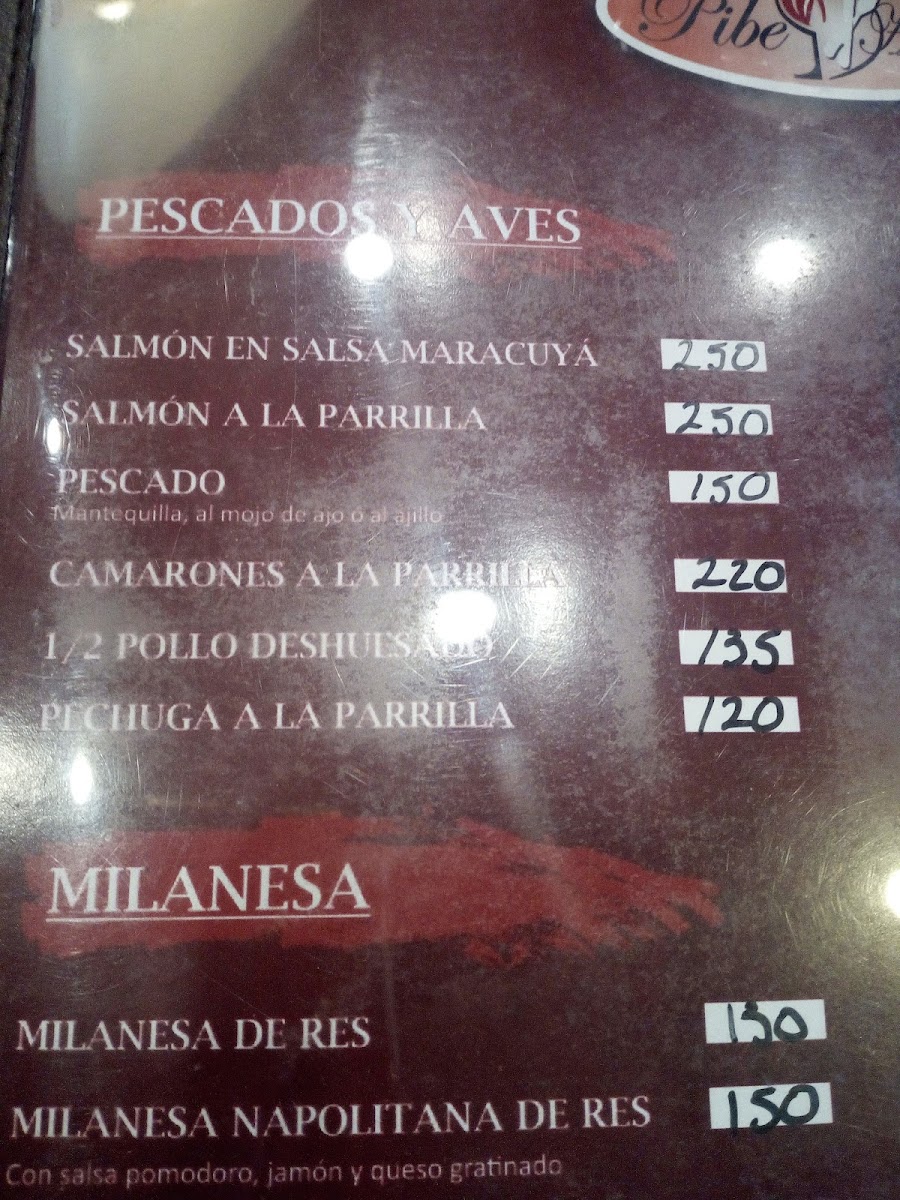 Pibe
PESCADOS Y AVES
SALMÓN EN SALSA MARACUYÁ 250
SALMÓN A LA PARRILLA 250
PESCADO 150
Mantequilla, al mojo de ajo ó al ajillo
CAMARONES A LA PARRILLA 220
1/2 POLLO DESHUESADO 135
PECHUGA A LA PARRILLA 120
MILANESA
MILANESA DE RES 130
MILANESA NAPOLITANA DE RES 150
Con salsa pomodoro, jamón y queso gratinado